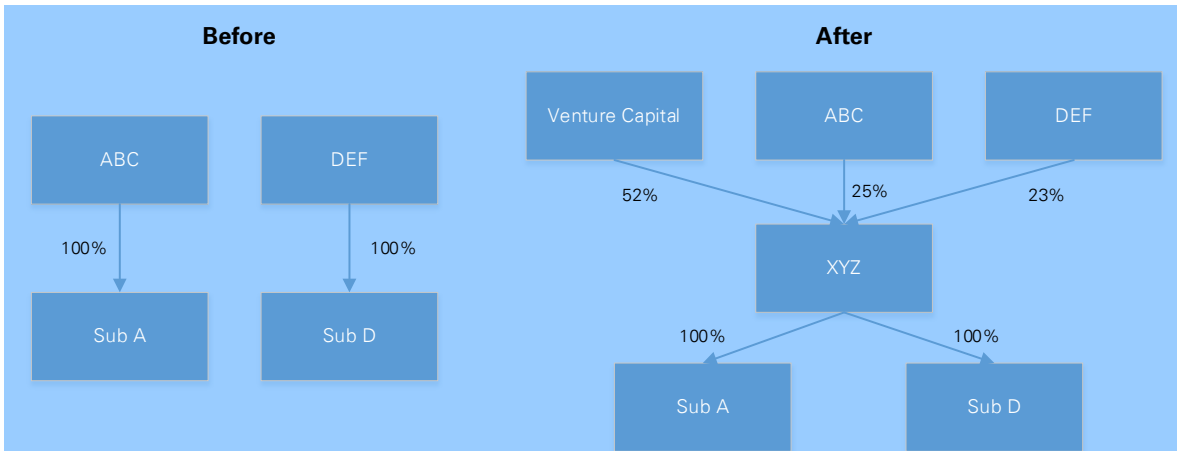 Before
ABC
DEF
100%
100%
Sub A
Sub D
After
Venture Capital
ABC
DEF
52%
25%
23%
XYZ
100%
100%
Sub A
Sub D